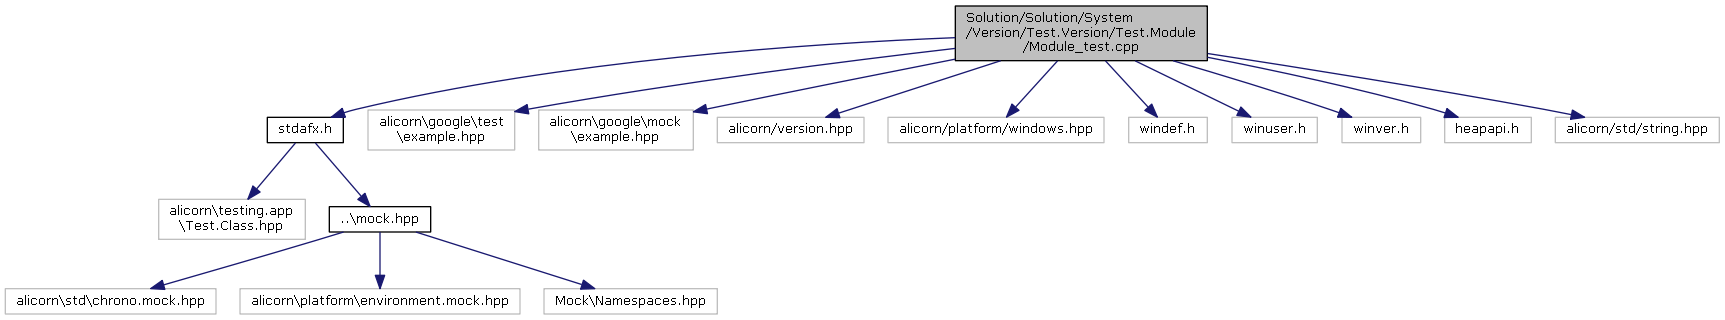 Solution/Solution/System
/Version/Test.Version/Test.Module
/Module_test.cpp
stdafx.h
alicorn\google\test
\example.hpp
alicorn\google\mock
\example.hpp
alicorn/version.hpp
alicorn/platform/windows.hpp
windef.h
winuser.h
winver.h
heapapi.h
alicorn/std/string.hpp
alicorn\testing.app
\Test.Class.hpp
..\mock.hpp
alicorn\std\chrono.mock.hpp
alicorn\platform\environment.mock.hpp
Mock\Namespaces.hpp